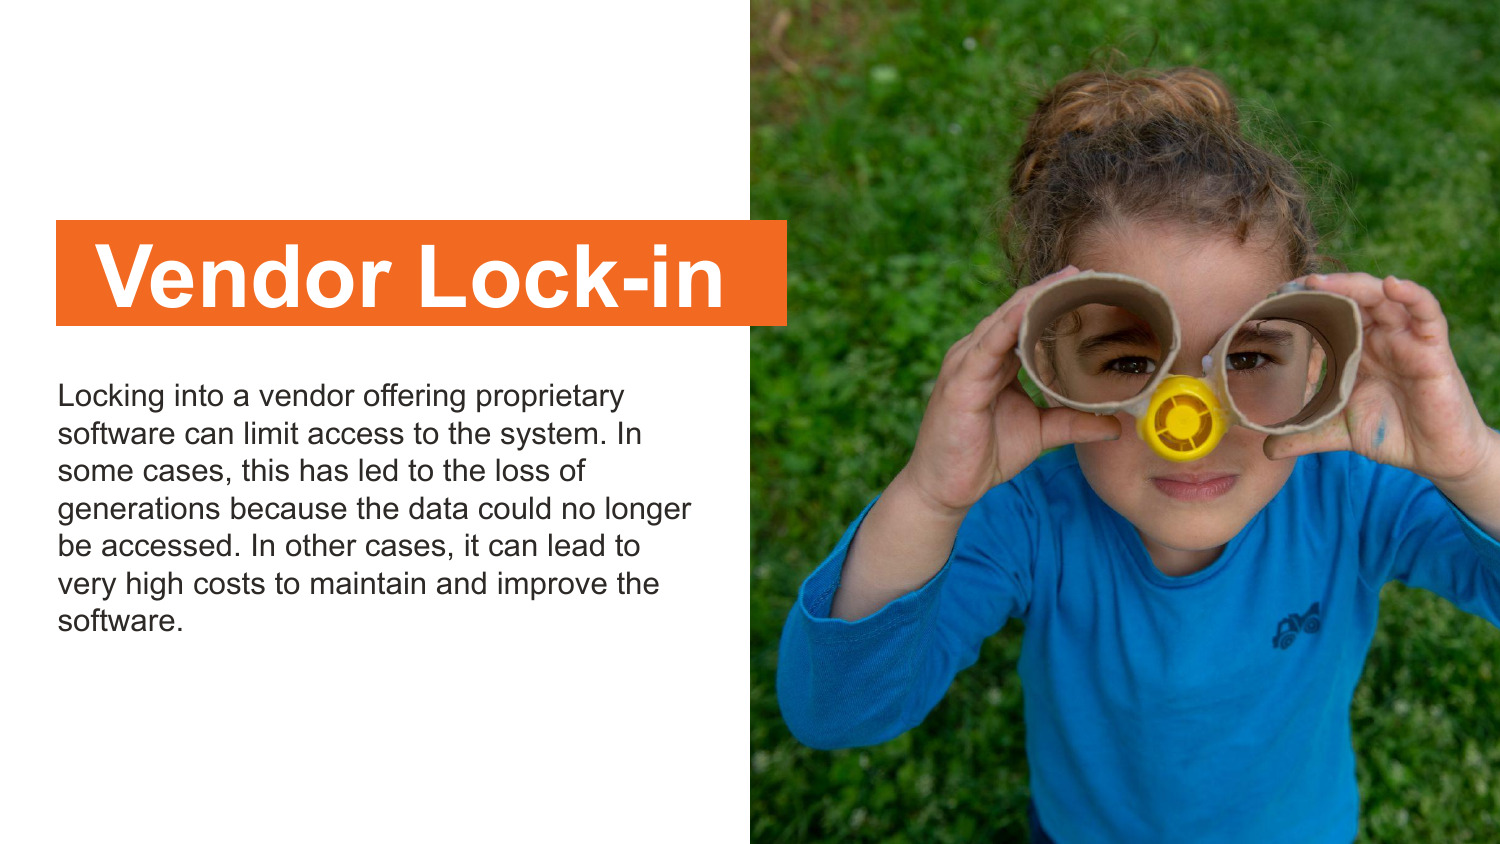 Vendor Lock-in
Locking into a vendor offering proprietary
software can limit access to the system. In
some cases, this has led to the loss of
generations because the data could no longer
be accessed. In other cases, it can lead to
very high costs to maintain and improve the
software.